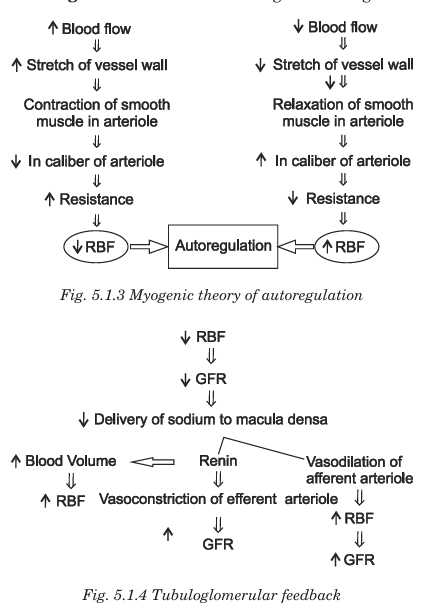 ↑ Blood flow
⇓
↑ Stretch of vessel wall
⇓
Contraction of smooth
muscle in arteriole
⇓
↓ In caliber of arteriole
⇓
↑ Resistance
⇓
↓ RBF
↓ Blood flow
⇓
↓ Stretch of vessel wall
↓ ⇓
Relaxation of smooth
muscle in arteriole
⇓
↑ In caliber of arteriole
⇓
↓ Resistance
⇓
↑ RBF
Autoregulation
Fig. 5.1.3 Myogenic theory of autoregulation
↓ RBF
⇓
↓ GFR
⇓
↓ Delivery of sodium to macula densa
↑ Blood Volume
⇓
↑ RBF
Renin
⇓
Vasoconstriction of efferent arteriole
⇓
↑ GFR
Vasodilation of
afferent arteriole
⇓
↑ RBF
⇓
↑ GFR
Fig. 5.1.4 Tubuloglomerular feedback